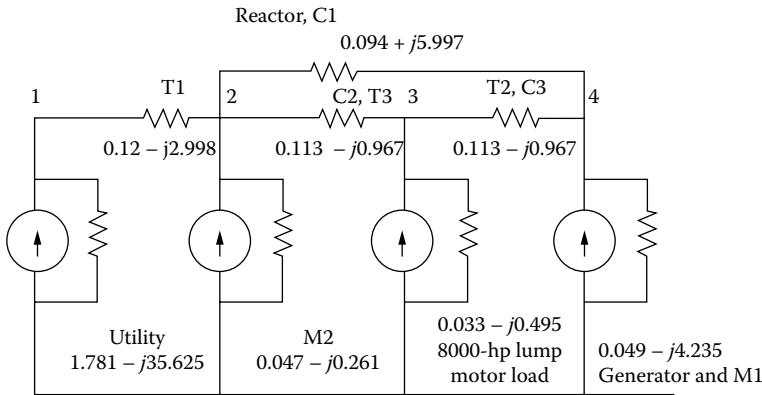 Reactor, C1
0.094 + j5.997
T1
T2, C3
1
2
C2, T3
3
4
0.12 – j2.998
0.113 – j0.967
0.113 – j0.967
Utility
1.781 – j35.625
M2
0.047 – j0.261
0.033 – j0.495
8000-hp lump
motor load
0.049 – j4.235
Generator and M1